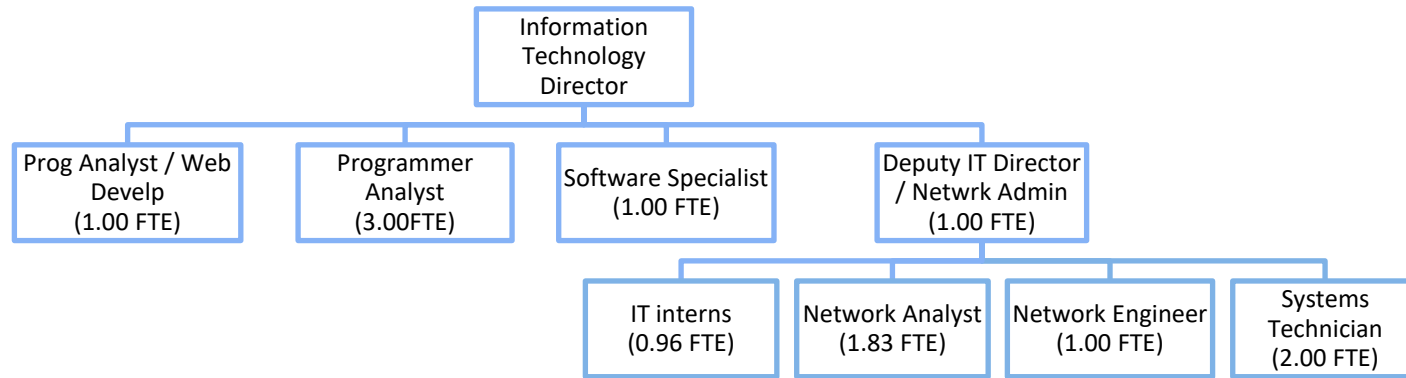 Information
Technology
Director
Prog Analyst / Web
Develp
(1.00 FTE)
Programmer
Analyst
(3.00FTE)
Software Specialist
(1.00 FTE)
Deputy IT Director
/ Netwrk Admin
(1.00 FTE)
IT interns
(0.96 FTE)
Network Analyst
(1.83 FTE)
Network Engineer
(1.00 FTE)
Systems
Technician
(2.00 FTE)